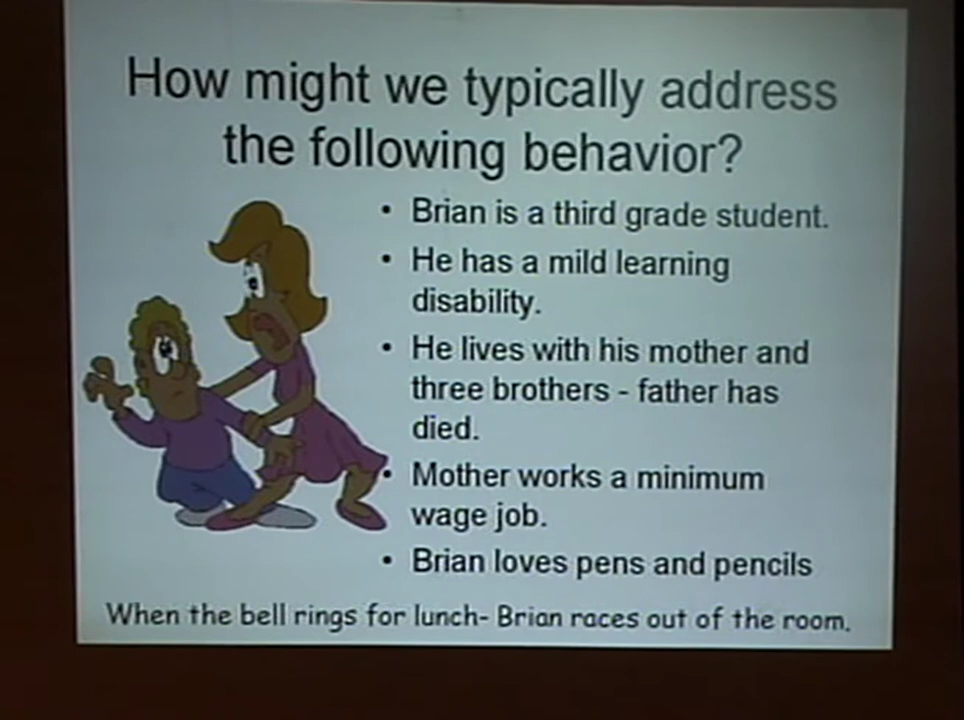 How might we typically address
the following behavior?
• Brian is a third grade student.
• He has a mild learning
disability.
• He lives with his mother and
three brothers - father has
died.
• Mother works a minimum
wage job.
• Brian loves pens and pencils
When the bell rings for lunch- Brian races out of the room.